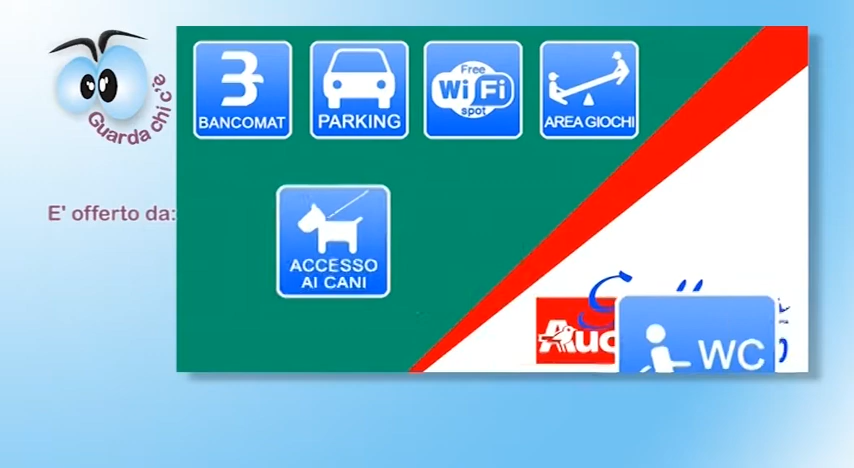 Guarda chi c'è
E' offerto da:
BANCOMAT
PARKING
Free
Wi Fi
spot
AREA GIOCHI
ACCESSO
AI CANI
WC